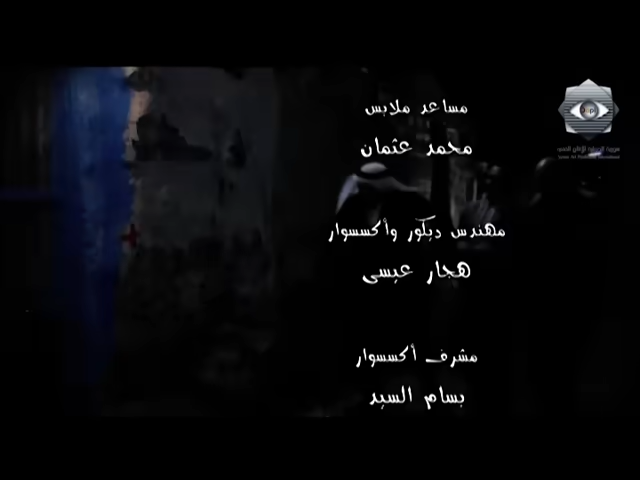 مساعد ملابس
محمد عثمان
مهندس ديكور وأكسسوار
هجار عيسى
مشرف أكسسوار
بسام السيد